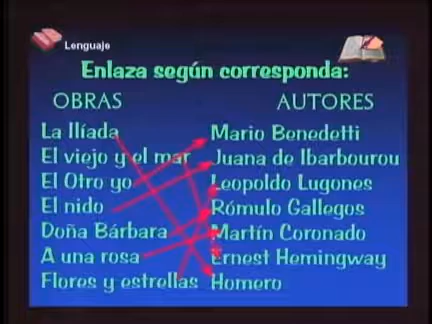 Lenguaje
Enlaza según corresponda:
OBRAS AUTORES
La Ilíada Mario Benedetti
El viejo y el mar Juana de Ibarbourou
El Otro yo Leopoldo Lugones
El nido Rómulo Gallegos
Doña Bárbara Martín Coronado
A una rosa Ernest Hemingway
Flores y estrellas Homero